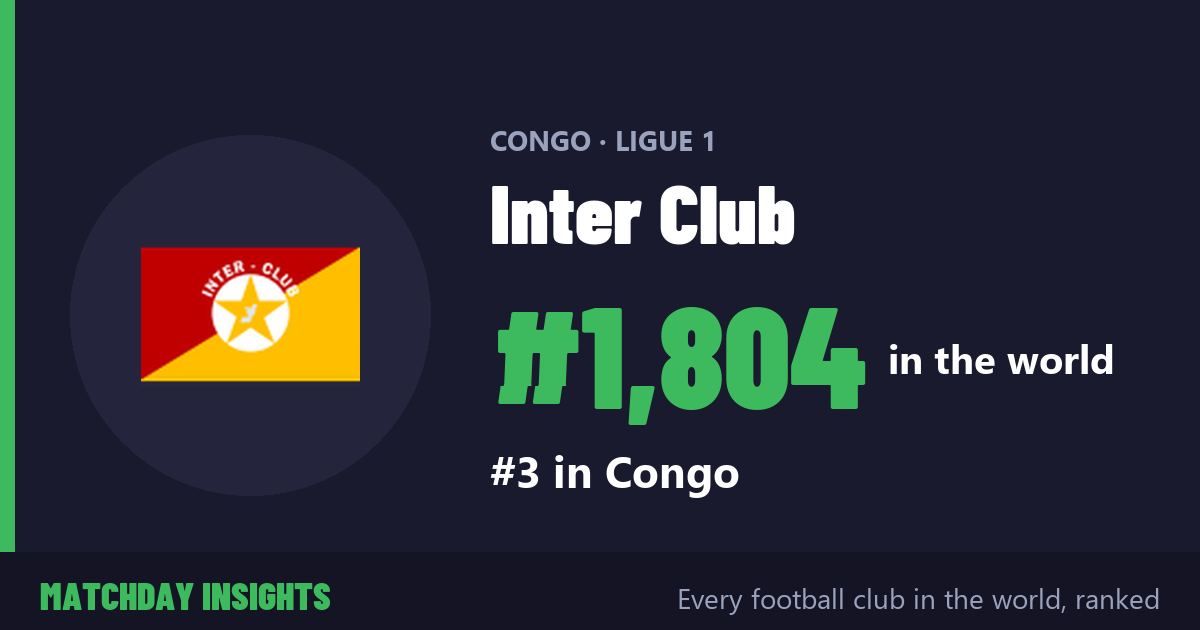 CONGO · LIGUE 1
Inter Club
INTER - CLUB
#1,804 in the world
#3 in Congo
MATCHDAY INSIGHTS
Every football club in the world, ranked